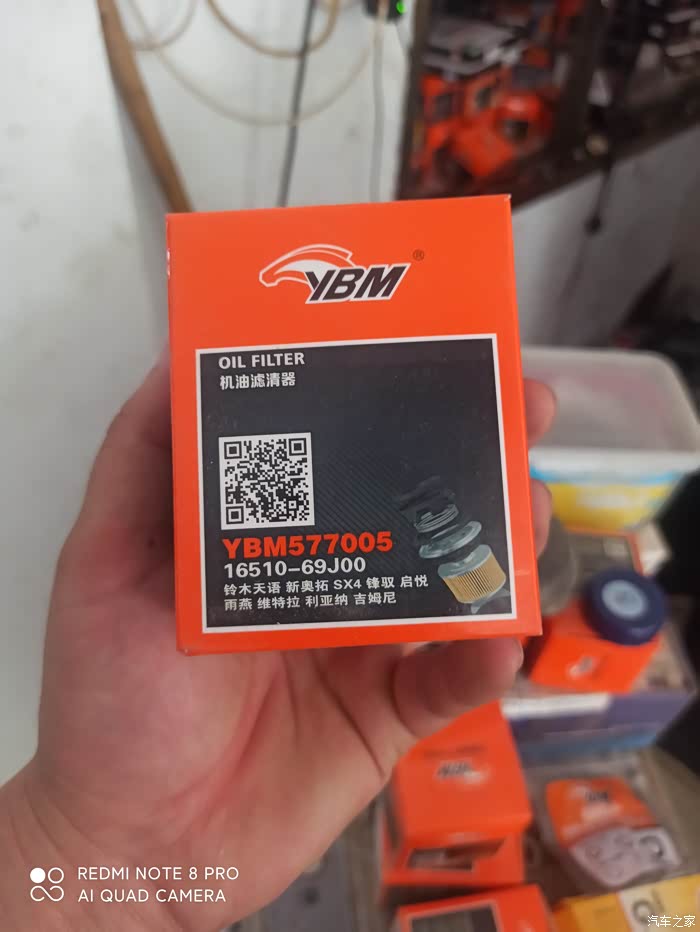 YBM®
OIL FILTER
机油滤清器
YBM577005
16510-69J00
铃木天语 新奥拓 SX4 锋驭 启悦
雨燕 维特拉 利亚纳 吉姆尼
REDMI NOTE 8 PRO
AI QUAD CAMERA
汽车之家